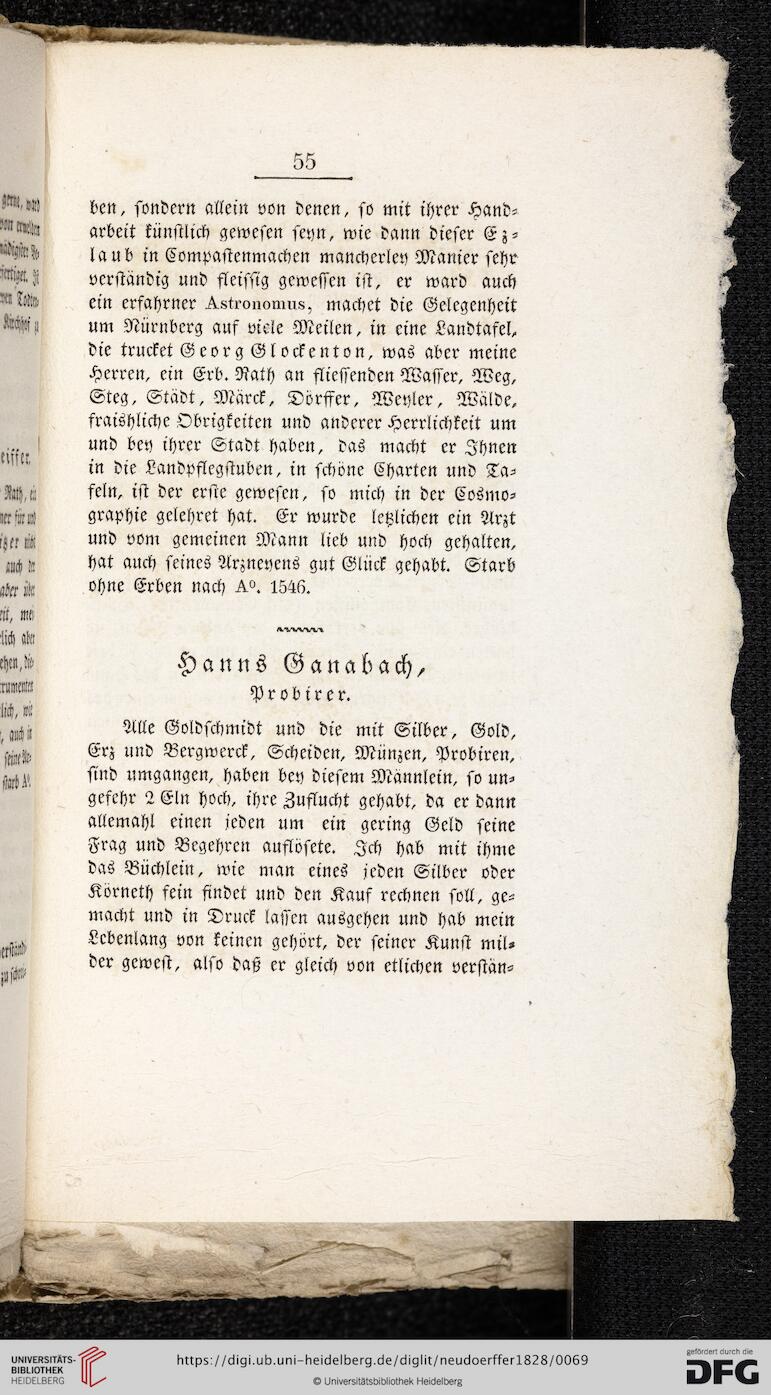 55
ben, sondern allein von denen, so mit ihrer Hand-
arbeit künstlich gewesen seyn, wie dann dieser Ez-
laub in Compastenmachen mancherley Manier sehr
verständig und fleissig gewessen ist, er ward auch
ein erfahrner Astronomus, machet die Gelegenheit
um Nürnberg auf viele Meilen, in eine Landtafel,
die trucket Georg Glockenton, was aber meine
Herren, ein Erb. Rath an fliessenden Wasser, Weg,
Steg, Städt, Märck, Dörffer, Weyler, Wälde,
fraishliche Obrigkeiten und anderer Herrlichkeit um
und bey ihrer Stadt haben, das macht er Ihnen
in die Landpflegstuben, in schöne Charten und Ta-
feln, ist der erste gewesen, so mich in der Cosmo-
graphie gelehret hat. Er wurde letzlichen ein Arzt
und vom gemeinen Mann lieb und hoch gehalten,
hat auch seines Arzneyens gut Glück gehabt. Starb
ohne Erben nach Aº. 1546.
Hanns Ganabach,
Probirer.
Alle Goldschmidt und die mit Silber, Gold,
Erz und Bergwerck, Scheiden, Münzen, Probiren,
sind umgangen, haben bey diesem Männlein, so un-
gefehr 2 Eln hoch, ihre Zuflucht gehabt, da er dann
allemahl einen jeden um ein gering Geld seine
Frag und Begehren auflösete. Ich hab mit ihme
das Büchlein, wie man eines jeden Silber oder
Körneth fein findet und den Kauf rechnen soll, ge-
macht und in Druck lassen ausgehen und hab mein
Lebenlang von keinen gehört, der seiner Kunst mil-
der gewest, also daß er gleich von etlichen verstän-
UNIVERSITÄTS-
BIBLIOTHEK
HEIDELBERG
https://digi.ub.uni-heidelberg.de/diglit/neudoerffer1828/0069
© Universitätsbibliothek Heidelberg
gefördert durch die
DFG